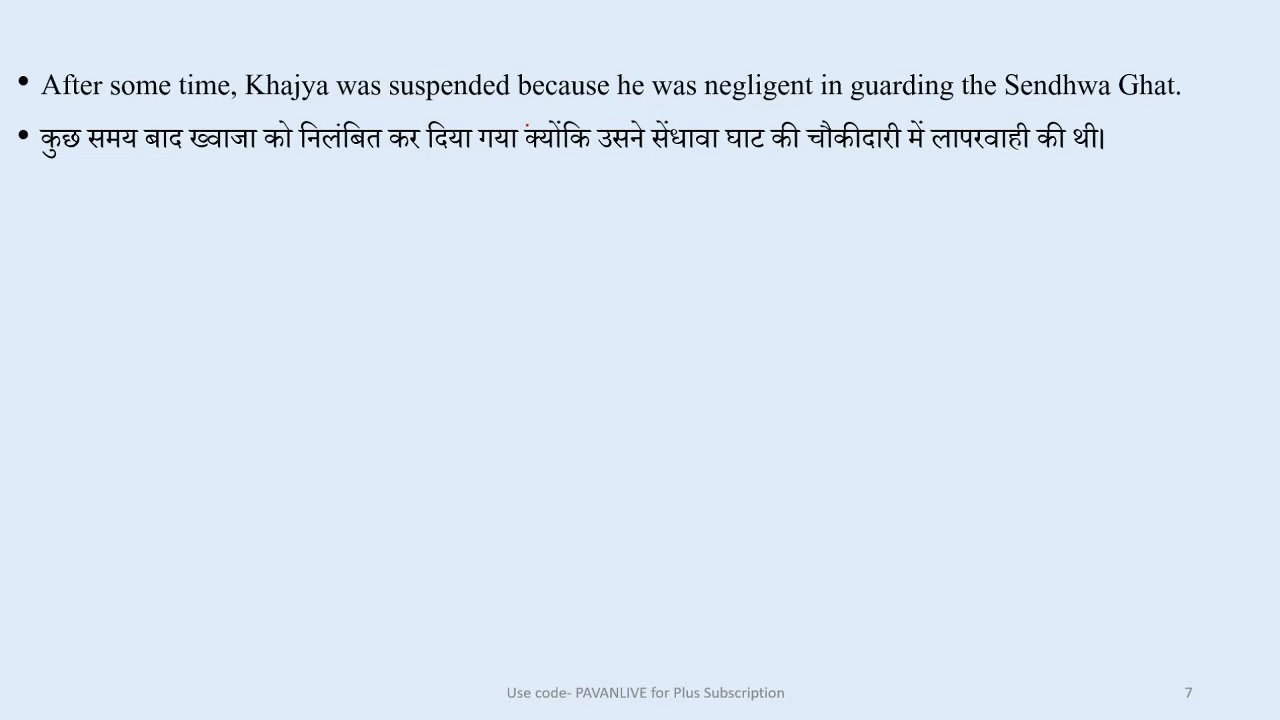 • After some time, Khajya was suspended because he was negligent in guarding the Sendhwa Ghat.
• कुछ समय बाद ख्वाजा को निलंबित कर दिया गया क्योंकि उसने सेंधावा घाट की चौकीदारी में लापरवाही की थी।
Use code- PAVANLIVE for Plus Subscription
7